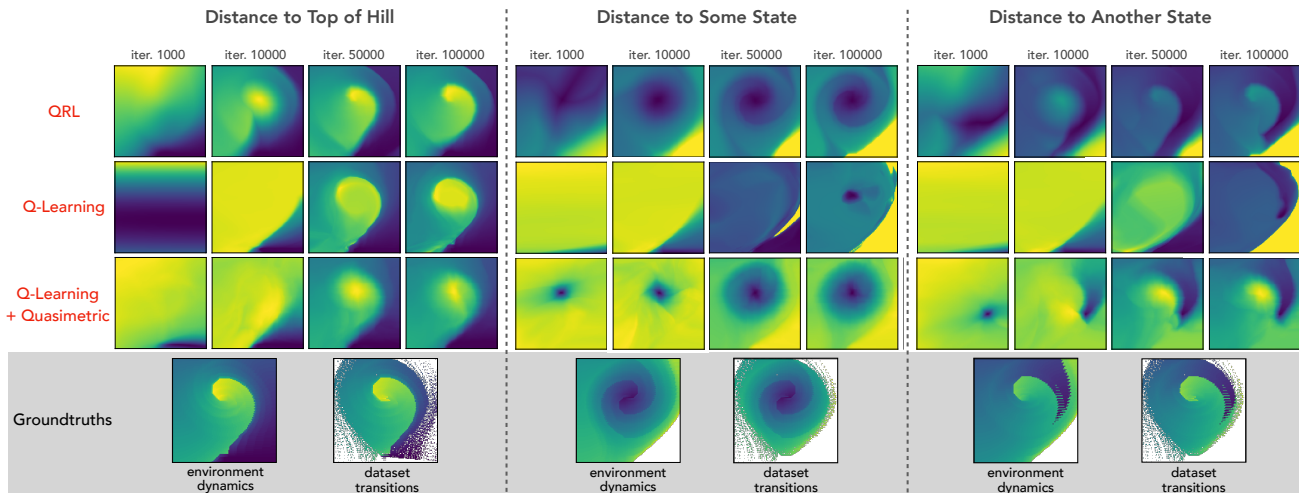 Distance to Top of Hill
Distance to Some State
Distance to Another State
iter. 1000 iter. 10000 iter. 50000 iter. 100000
iter. 1000 iter. 10000 iter. 50000 iter. 100000
iter. 1000 iter. 10000 iter. 50000 iter. 100000
QRL
Q-Learning
Q-Learning
+ Quasimetric
Groundtruths
environment
dynamics
dataset
transitions
environment
dynamics
dataset
transitions
environment
dynamics
dataset
transitions